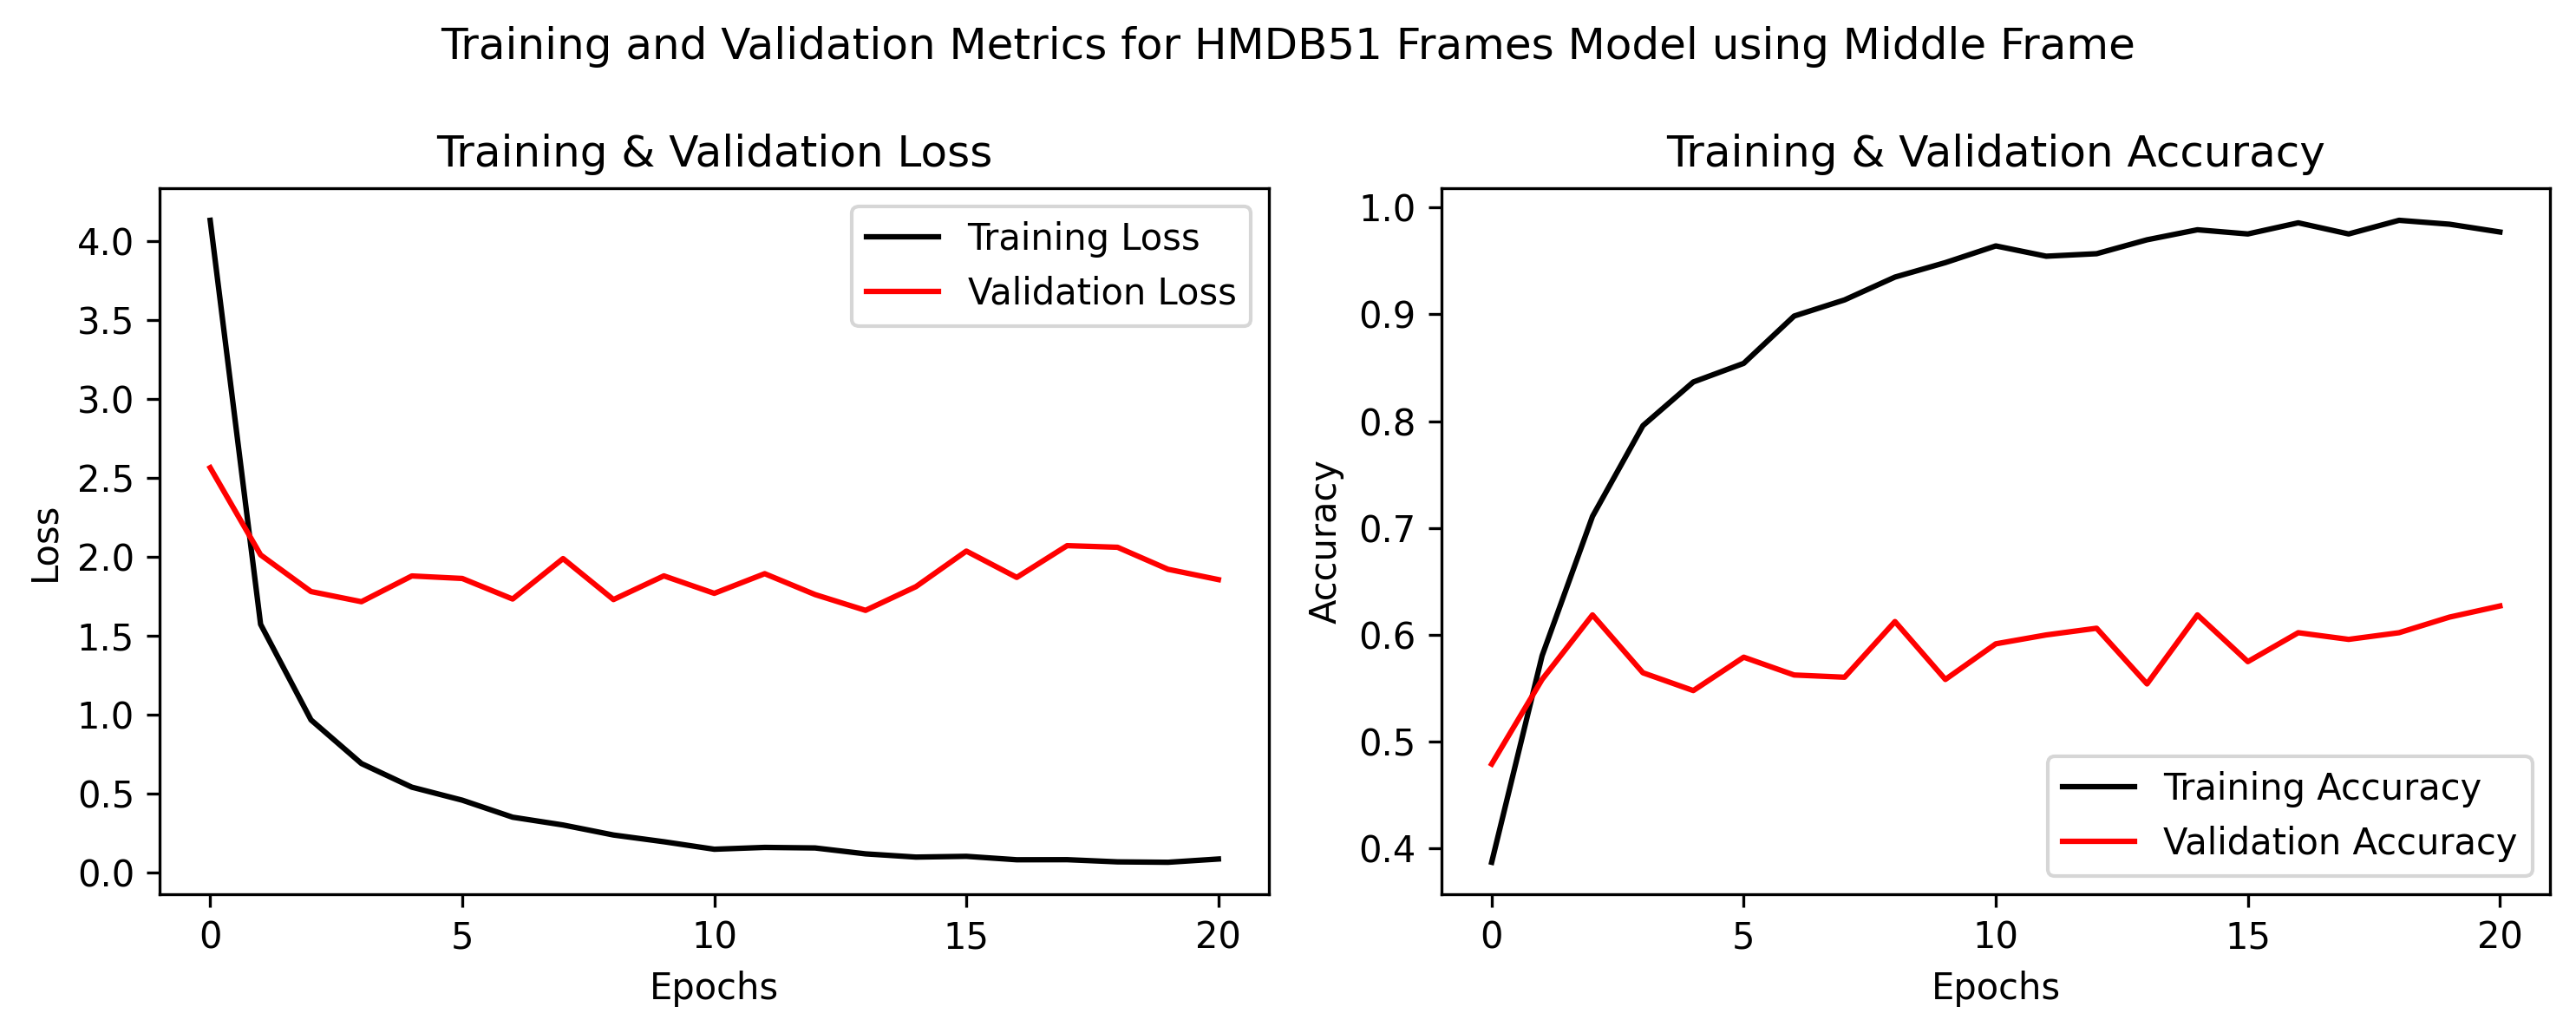 Training and Validation Metrics for HMDB51 Frames Model using Middle Frame
Training & Validation Loss
4.0
3.5
3.0
2.5
2.0
1.5
1.0
0.5
0.0
Loss
Training Loss
Validation Loss
0 5 10 15 20
Epochs
Training & Validation Accuracy
1.0
0.9
0.8
0.7
0.6
0.5
0.4
Accuracy
Training Accuracy
Validation Accuracy
0 5 10 15 20
Epochs